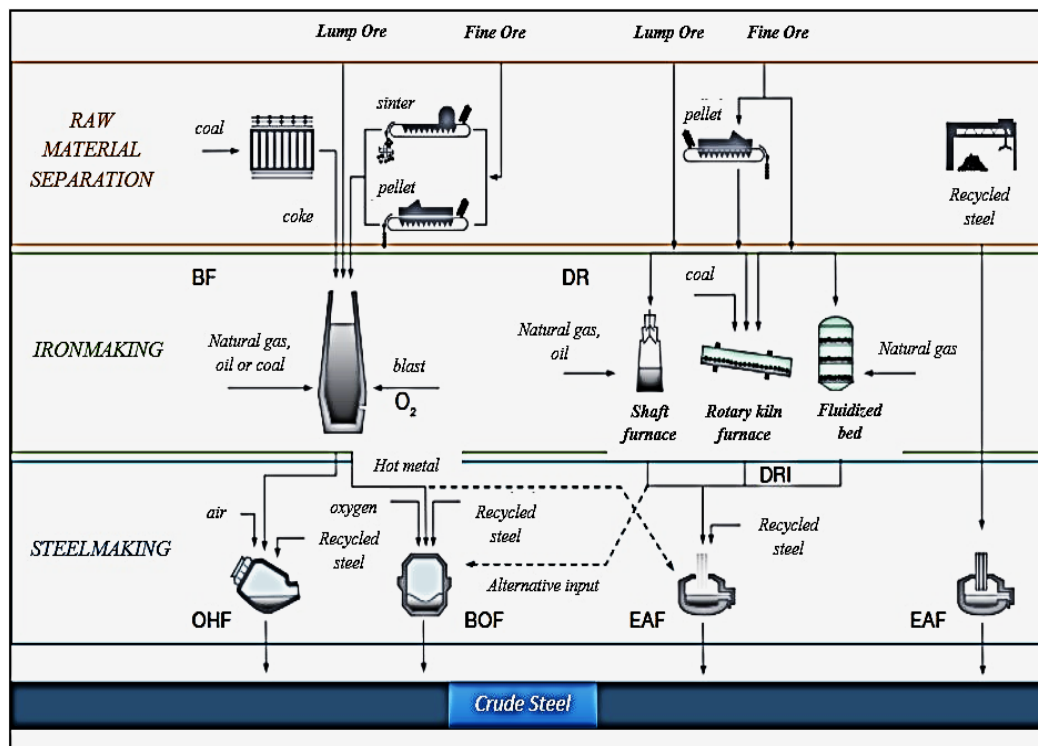 Lump Ore
Fine Ore
Lump Ore
Fine Ore
RAW
MATERIAL
SEPARATION
coal
coke
sinter
pellet
pellet
Recycled
steel
BF
DR
IRONMAKING
Natural gas,
oil or coal
blast
O₂
coal
Natural gas,
oil
Natural gas
Shaft
furnace
Rotary kiln
furnace
Fluidized
bed
Hot metal
DRI
STEELMAKING
air
Recycled
steel
oxygen
Recycled
steel
Alternative input
Recycled
steel
OHF
BOF
EAF
EAF
Crude Steel